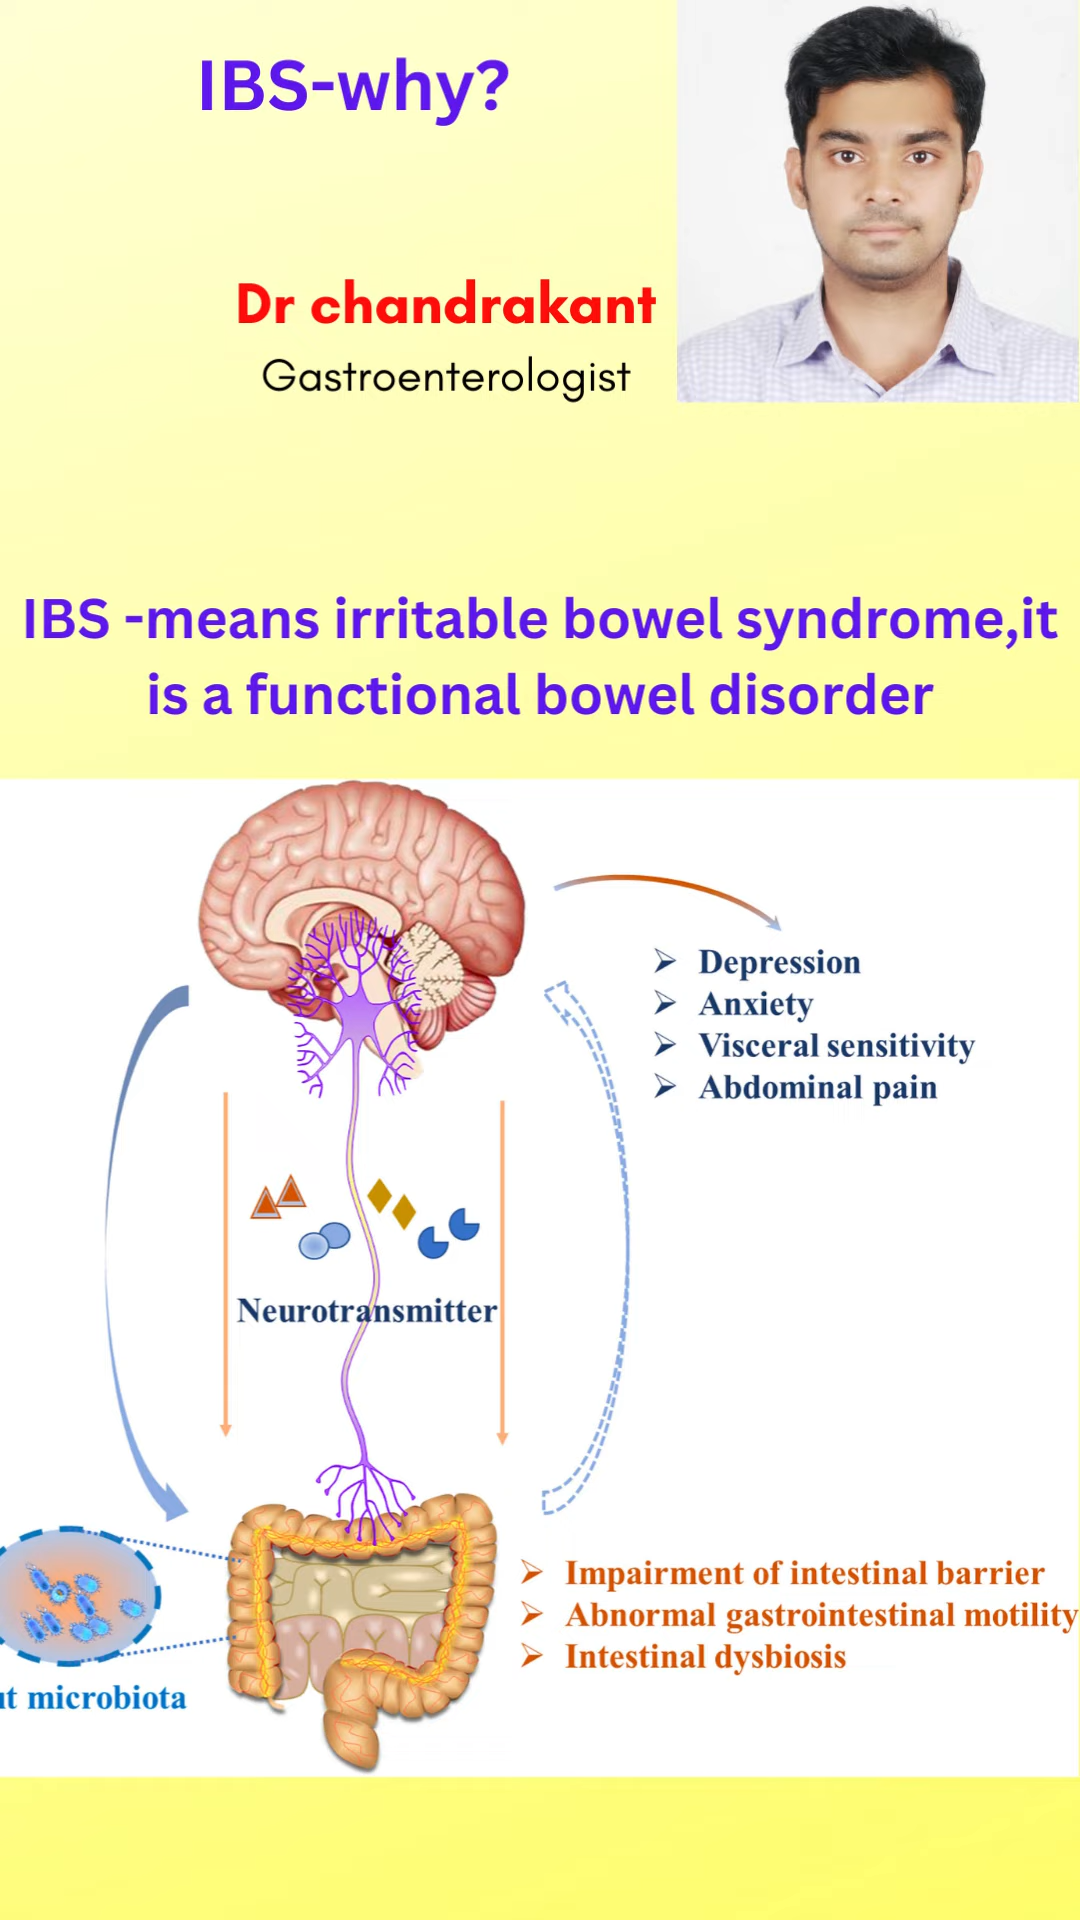 IBS-why?
Dr chandrakant
Gastroenterologist
IBS -means irritable bowel syndrome,it
is a functional bowel disorder
Depression
Anxiety
Visceral sensitivity
Abdominal pain
Neurotransmitter
Impairment of intestinal barrier
Abnormal gastrointestinal motility
Intestinal dysbiosis
microbiota